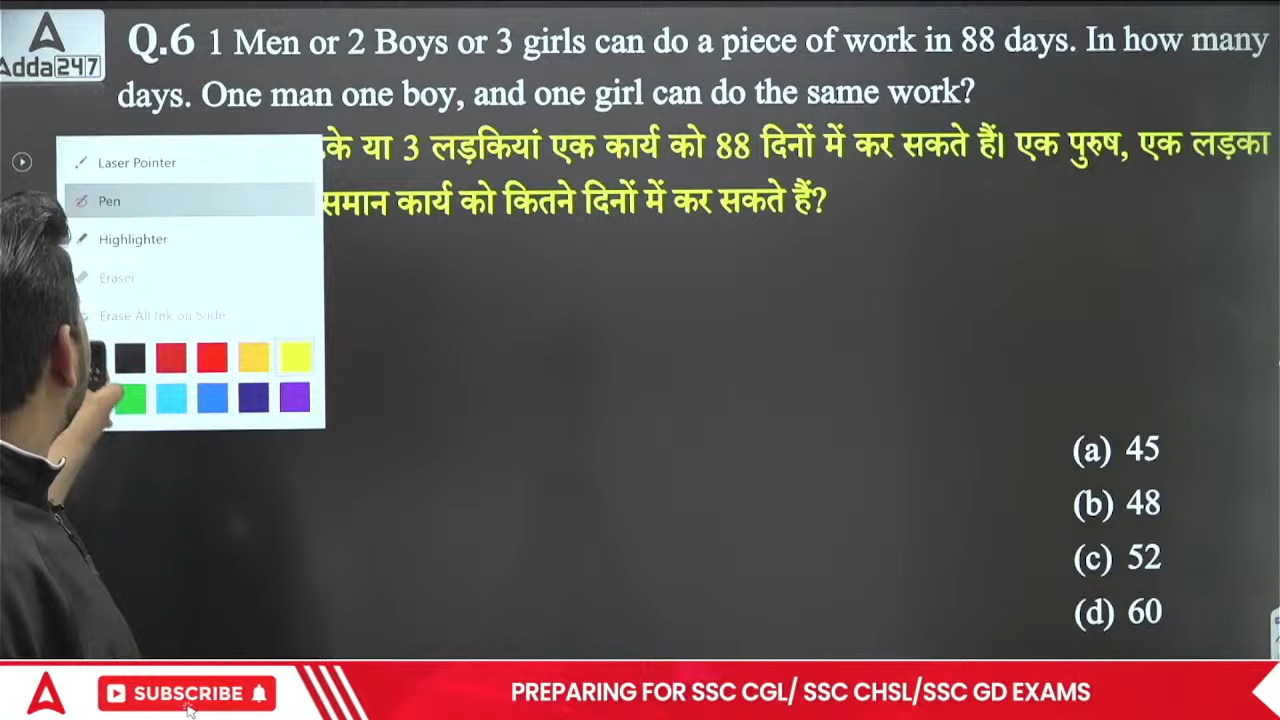 Adda247
Q.6 1 Men or 2 Boys or 3 girls can do a piece of work in 88 days. In how many
days. One man one boy, and one girl can do the same work?
या 3 लड़कियां एक कार्य को 88 दिनों में कर सकते हैं। एक पुरुष, एक लड़का
समान कार्य को कितने दिनों में कर सकते हैं?
Laser Pointer
Pen
Highlighter
Eraser
Erase All Ink on Slide
(a) 45
(b) 48
(c) 52
(d) 60
SUBSCRIBE
PREPARING FOR SSC CGL/ SSC CHSL/SSC GD EXAMS